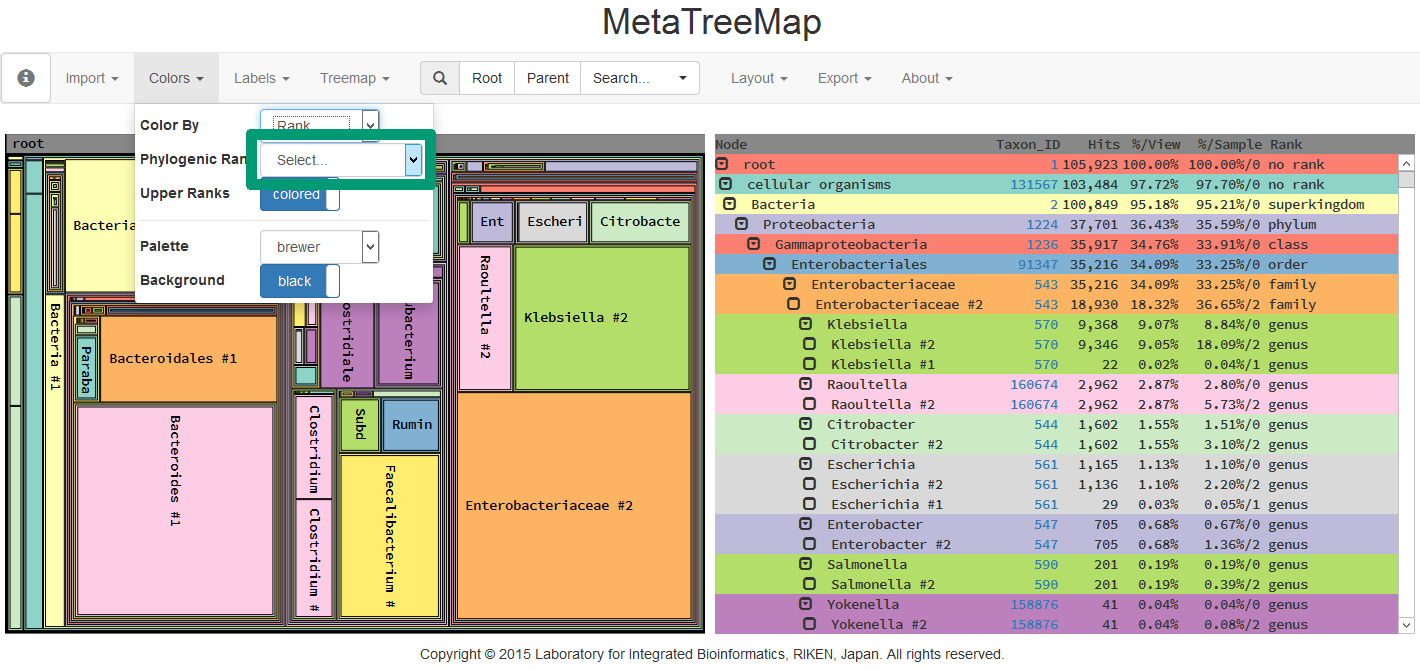 MetaTreeMap
Import Colors Labels Treemap Root Parent Search... Layout Export About
Color By Rank
Phylogenic Ran Select...
Upper Ranks colored
Palette brewer
Background black
root
Bacteria
Bacteria #1
Paraba
Bacteroidales #1
Bacteroides #1
Clostridium
Clostridium #
Subd
Rumin
Faecalibacterium #
Ent
Escheri
Citrobacte
Raoultella #2
Klebsiella #2
Enterobacteriaceae #2
Node Taxon_ID Hits %/View %/Sample Rank
root 1 105,923 100.00% 100.00%/0 no rank
cellular organisms 131567 103,484 97.72% 97.70%/0 no rank
Bacteria 2 100,849 95.18% 95.21%/0 superkingdom
Proteobacteria 1224 37,701 36.43% 35.59%/0 phylum
Gammaproteobacteria 1236 35,917 34.76% 33.91%/0 class
Enterobacteriales 91347 35,216 34.09% 33.25%/0 order
Enterobacteriaceae 543 35,216 34.09% 33.25%/0 family
Enterobacteriaceae #2 543 18,930 18.32% 36.65%/2 family
Klebsiella 570 9,368 9.07% 8.84%/0 genus
Klebsiella #2 570 9,346 9.05% 18.09%/2 genus
Klebsiella #1 570 22 0.02% 0.04%/1 genus
Raoultella 160674 2,962 2.87% 2.80%/0 genus
Raoultella #2 160674 2,962 2.87% 5.73%/2 genus
Citrobacter 544 1,602 1.55% 1.51%/0 genus
Citrobacter #2 544 1,602 1.55% 3.10%/2 genus
Escherichia 561 1,165 1.13% 1.10%/0 genus
Escherichia #2 561 1,136 1.10% 2.20%/2 genus
Escherichia #1 561 29 0.03% 0.05%/1 genus
Enterobacter 547 705 0.68% 0.67%/0 genus
Enterobacter #2 547 705 0.68% 1.36%/2 genus
Salmonella 590 201 0.19% 0.19%/0 genus
Salmonella #2 590 201 0.19% 0.39%/2 genus
Yokenella 158876 41 0.04% 0.04%/0 genus
Yokenella #2 158876 41 0.04% 0.08%/2 genus
Copyright © 2015 Laboratory for Integrated Bioinformatics, RIKEN, Japan. All rights reserved.